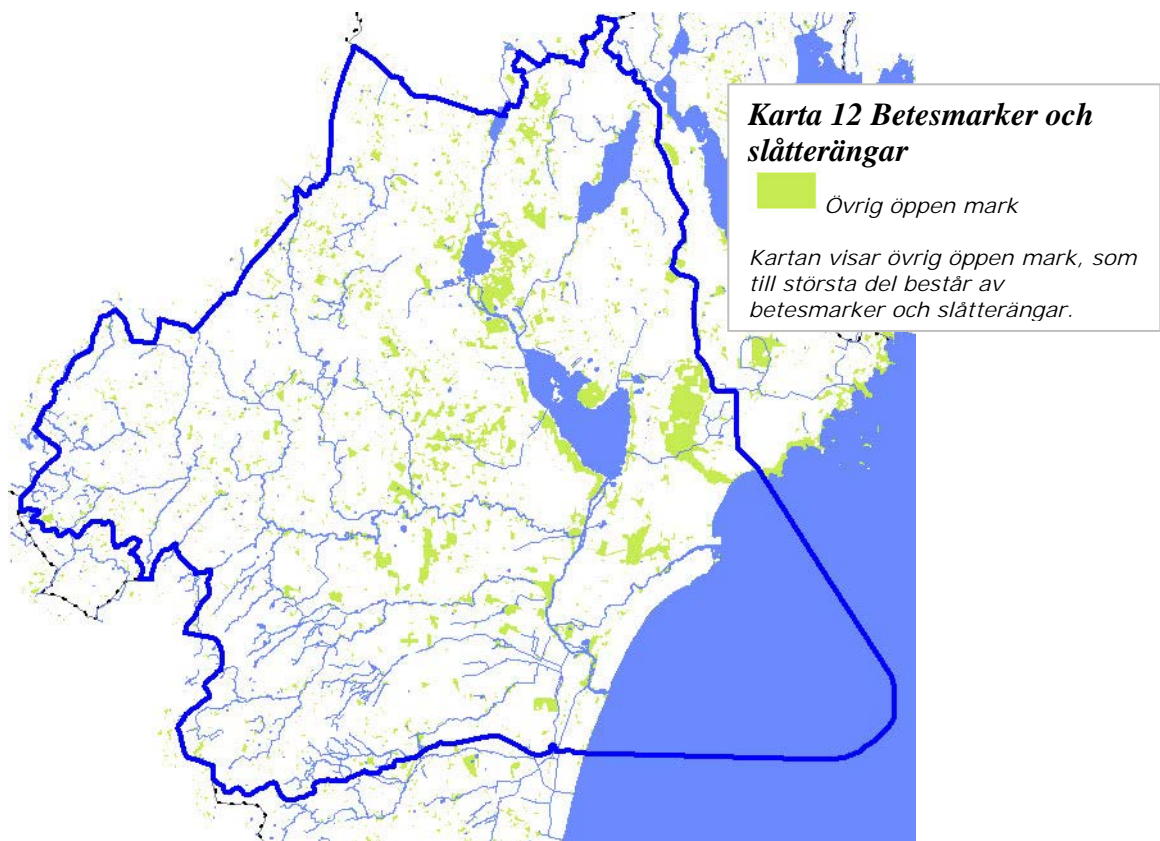 Karta 12 Betesmarker och
slåtterängar
Övrig öppen mark
Kartan visar övrig öppen mark, som
till största del består av
betesmarker och slåtterängar.